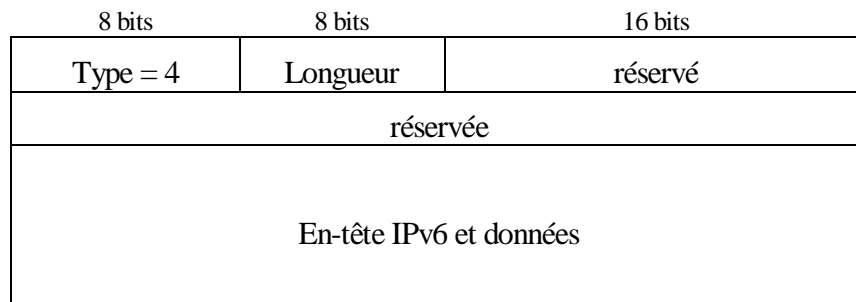 8 bits 8 bits 16 bits
Type = 4 Longueur réservé
réservée
En-tête IPv6 et données